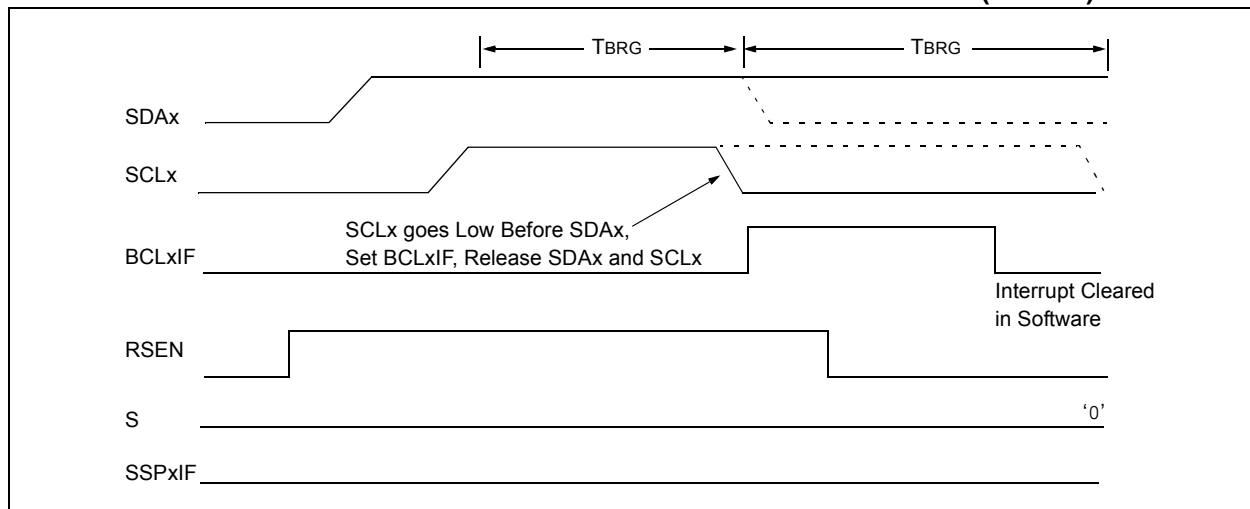 TBRG TBRG
SDAx
SCLx
SCLx goes Low Before SDAx,
Set BCLxIF, Release SDAx and SCLx
BCLxIF
Interrupt Cleared
in Software
RSEN
S
‘0’
SSPxIF